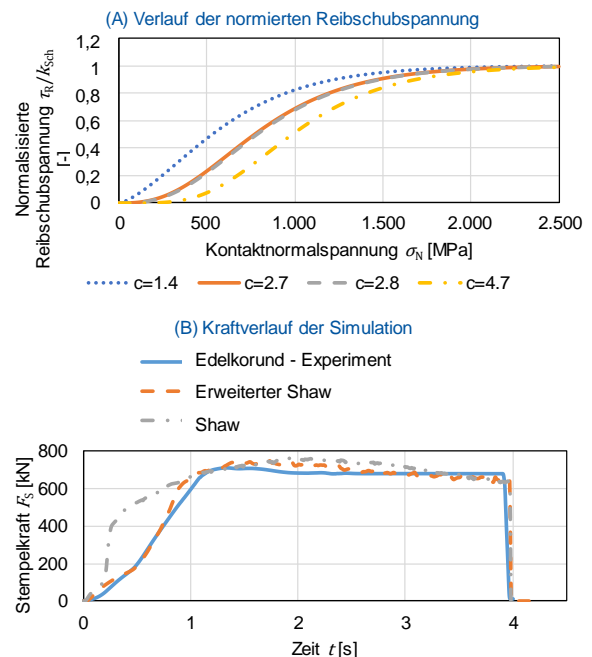 (A) Verlauf der normierten Reibschubspannung
Normalsisierte
Reibschubspannung τR/kSch
[-]
1,2
1
0,8
0,6
0,4
0,2
0
0 500 1.000 1.500 2.000 2.500
Kontaktnormalspannung σN [MPa]
c=1.4 c=2.7 c=2.8 c=4.7
(B) Kraftverlauf der Simulation
Edelkorund - Experiment
Erweiterter Shaw
Shaw
Stempelkraft FS [kN]
800
600
400
200
0
0 1 2 3 4
Zeit t [s]